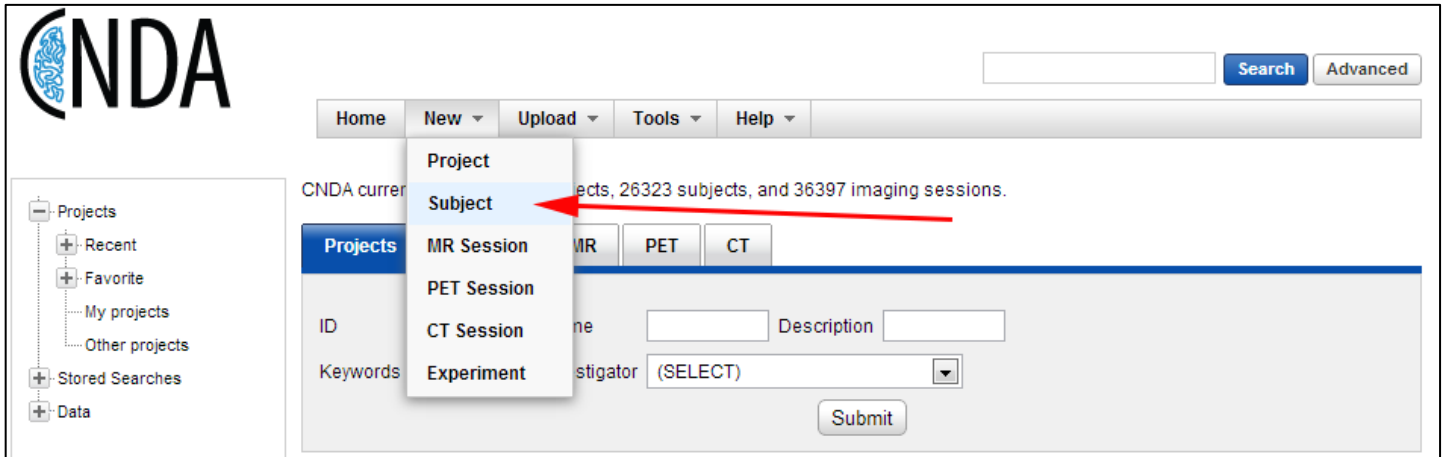 CNDA
Search Advanced
Home New Upload Tools Help
Project
CNDA curren ects, 26323 subjects, and 36397 imaging sessions.
Subject
Projects MR Session MR PET CT
PET Session
ID me Description
CT Session
Keywords Experiment stigator (SELECT)
Submit
Projects
Recent
Favorite
My projects
Other projects
Stored Searches
Data